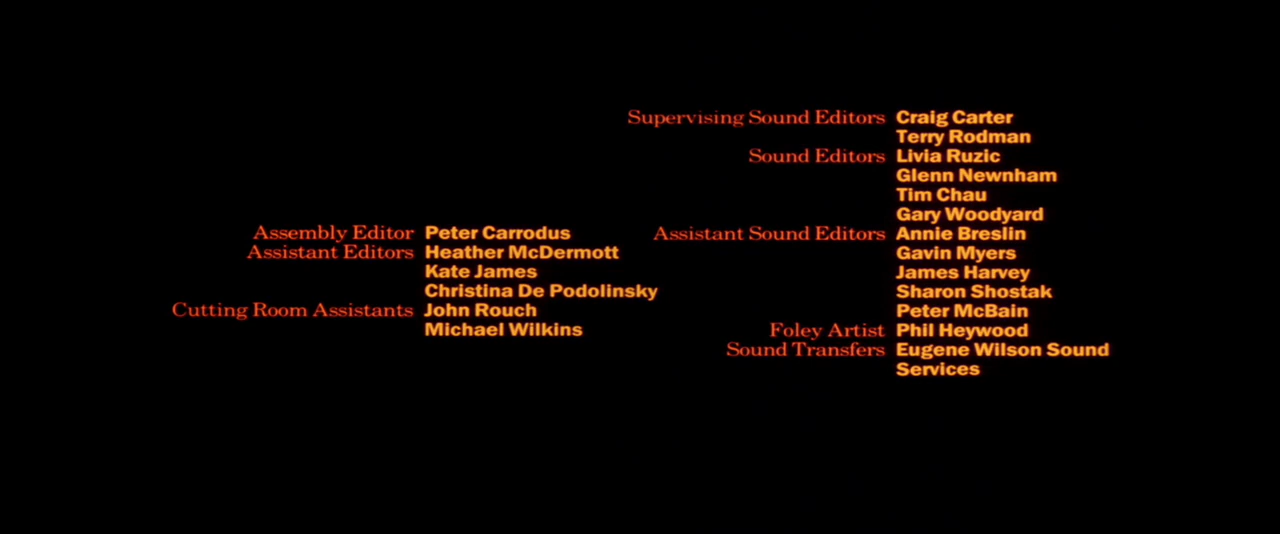 Assembly Editor Peter Carrodus
Assistant Editors Heather McDermott
Kate James
Christina De Podolinsky
Cutting Room Assistants John Rouch
Michael Wilkins
Supervising Sound Editors Craig Carter
Terry Rodman
Sound Editors Livia Ruzic
Glenn Newnham
Tim Chau
Gary Woodyard
Assistant Sound Editors Annie Breslin
Gavin Myers
James Harvey
Sharon Shostak
Peter McBain
Foley Artist Phil Heywood
Sound Transfers Eugene Wilson Sound
Services